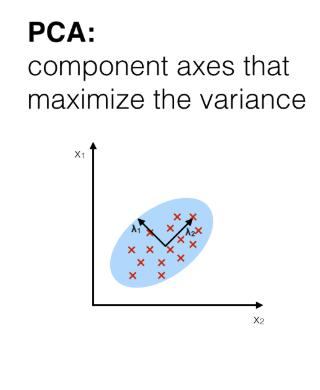 PCA:
component axes that
maximize the variance
x₁
λ₁
λ₂
x₂